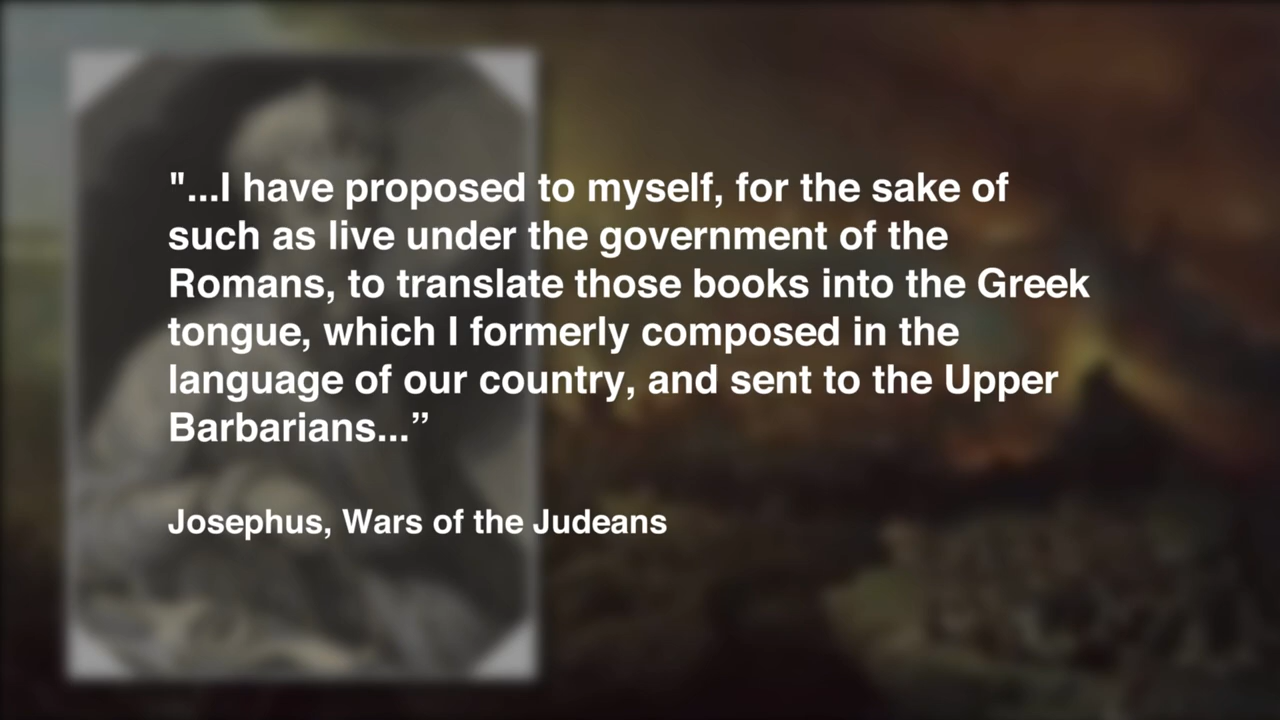 "...I have proposed to myself, for the sake of
such as live under the government of the
Romans, to translate those books into the Greek
tongue, which I formerly composed in the
language of our country, and sent to the Upper
Barbarians...”
Josephus, Wars of the Judeans